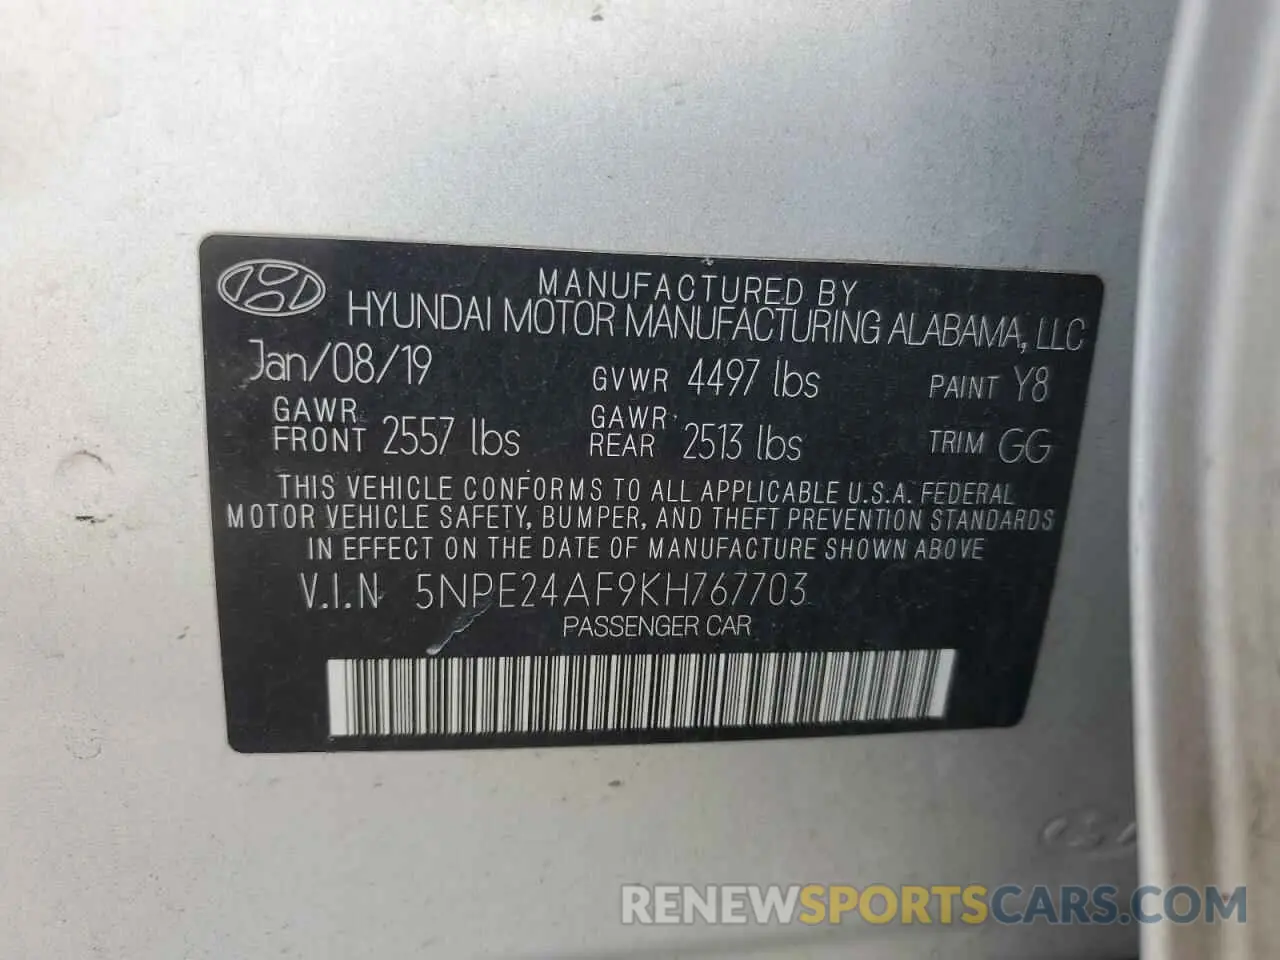 MANUFACTURED BY
HYUNDAI MOTOR MANUFACTURING ALABAMA, LLC
Jan/08/19 GVWR 4497 lbs PAINT Y8
GAWR FRONT 2557 lbs GAWR REAR 2513 lbs TRIM GG
THIS VEHICLE CONFORMS TO ALL APPLICABLE U.S.A. FEDERAL
MOTOR VEHICLE SAFETY, BUMPER, AND THEFT PREVENTION STANDARDS
IN EFFECT ON THE DATE OF MANUFACTURE SHOWN ABOVE
V.I.N 5NPE24AF9KH767703
PASSENGER CAR
RENEWSPORTSCARS.COM